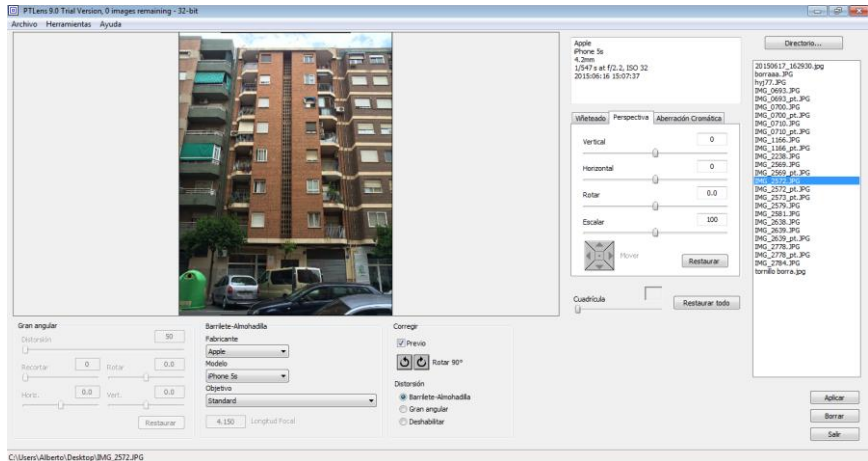 PTLens 9.0 Trial Version, 0 images remaining - 32-bit
Archivo Herramientas Ayuda
Apple
iPhone 5s
4.2mm
1/547 s at f/2.2, ISO 32
2015:06:16 15:07:37
Viñeteado Perspectiva Aberración Cromática
Vertical 0
Horizontal 0
Rotar 0.0
Escalar 100
Mover
Restaurar
Cuadrícula
Restaurar todo
Directorio...
20150617_162930.jpg
borraaa.JPG
hyj77.JPG
IMG_0693.JPG
IMG_0693_pt.JPG
IMG_0700.JPG
IMG_0700_pt.JPG
IMG_0710.JPG
IMG_0710_pt.JPG
IMG_1166.JPG
IMG_1166_pt.JPG
IMG_2238.JPG
IMG_2569.JPG
IMG_2569_pt.JPG
IMG_2572.JPG
IMG_2572_pt.JPG
IMG_2573_pt.JPG
IMG_2579.JPG
IMG_2581.JPG
IMG_2638.JPG
IMG_2639.JPG
IMG_2639_pt.JPG
IMG_2778.JPG
IMG_2778_pt.JPG
IMG_2784.JPG
tornillo borra.jpg
Gran angular
Distorsión 50
Recortar 0 Rotar 0.0
Horiz. 0.0 Vert. 0.0
Restaurar
Barrilete-Almohadilla
Fabricante
Apple
Modelo
iPhone 5s
Objetivo
Standard
4.150 Longitud Focal
Corregir
Previo
Rotar 90°
Distorsión
Barrilete-Almohadilla
Gran angular
Deshabilitar
Aplicar
Borrar
Salir
C:\Users\Alberto\Desktop\IMG_2572.JPG